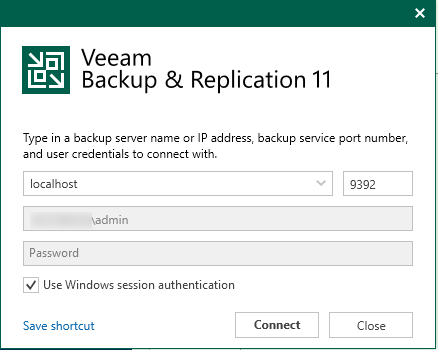 Veeam
Backup & Replication 11
Type in a backup server name or IP address, backup service port number,
and user credentials to connect with.
localhost 9392
\admin
Password
Use Windows session authentication
Save shortcut Connect Close